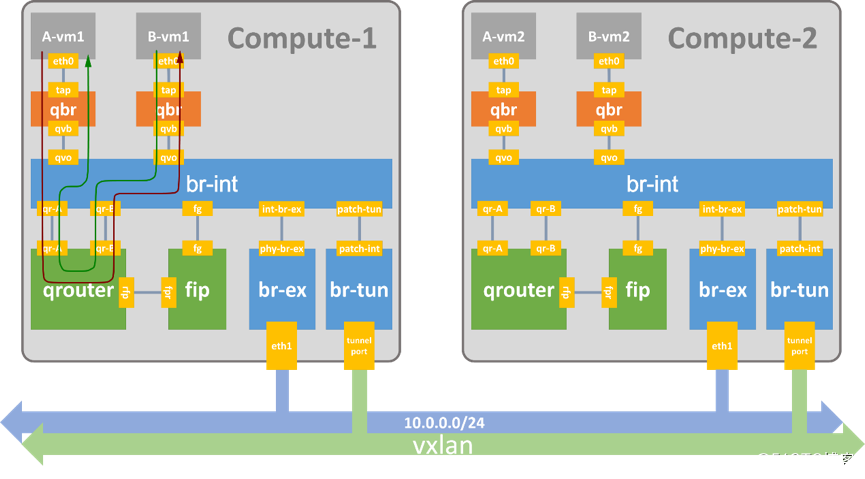 A-vm1
B-vm1
Compute-1
eth0
eth0
tap
tap
qbr
qbr
qvb
qvb
qvo
qvo
br-int
qr-A
qr-B
fg
int-br-ex
patch-tun
qr-A
qr-B
fg
phy-br-ex
patch-int
qrouter
rfp
fpr
fip
br-ex
br-tun
eth1
tunnel
port
A-vm2
B-vm2
Compute-2
eth0
eth0
tap
tap
qbr
qbr
qvb
qvb
qvo
qvo
br-int
qr-A
qr-B
fg
int-br-ex
patch-tun
qr-A
qr-B
fg
phy-br-ex
patch-int
qrouter
rfp
fpr
fip
br-ex
br-tun
eth1
tunnel
port
10.0.0.0/24
vxlan